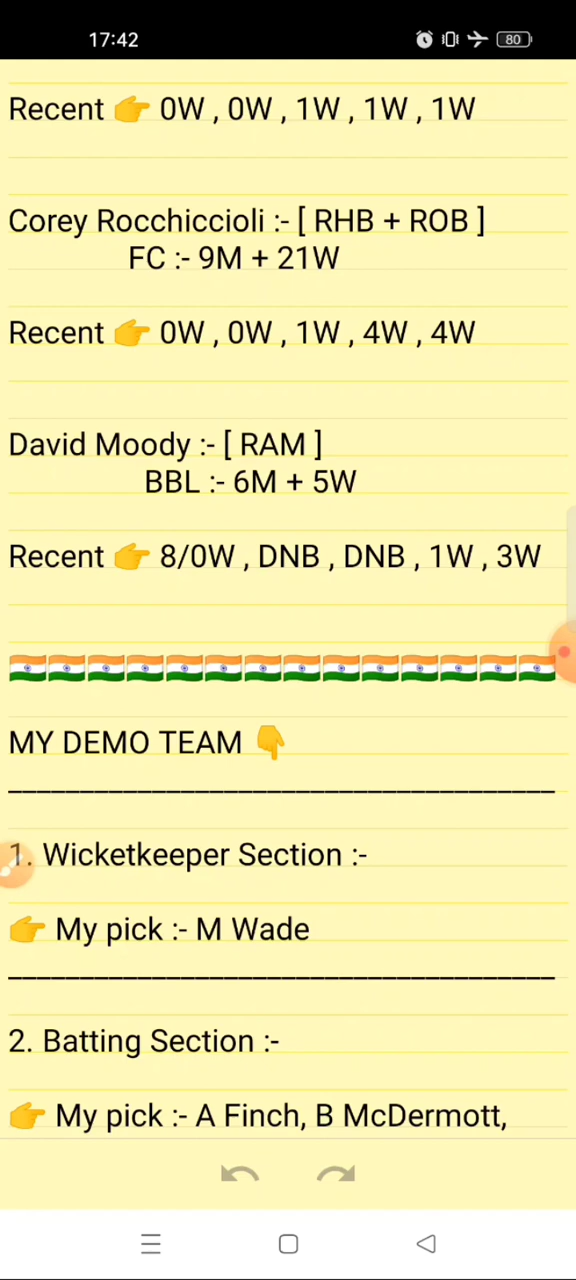 17:42
80
Recent 👉 0W , 0W , 1W , 1W , 1W
Corey Rocchiccioli :- [ RHB + ROB ]
FC :- 9M + 21W
Recent 👉 0W , 0W , 1W , 4W , 4W
David Moody :- [ RAM ]
BBL :- 6M + 5W
Recent 👉 8/0W , DNB , DNB , 1W , 3W
🇮🇳🇮🇳🇮🇳🇮🇳🇮🇳🇮🇳🇮🇳🇮🇳🇮🇳🇮🇳🇮🇳🇮🇳🇮🇳🇮🇳
MY DEMO TEAM 👇
1. Wicketkeeper Section :-
👉 My pick :- M Wade
2. Batting Section :-
👉 My pick :- A Finch, B McDermott,